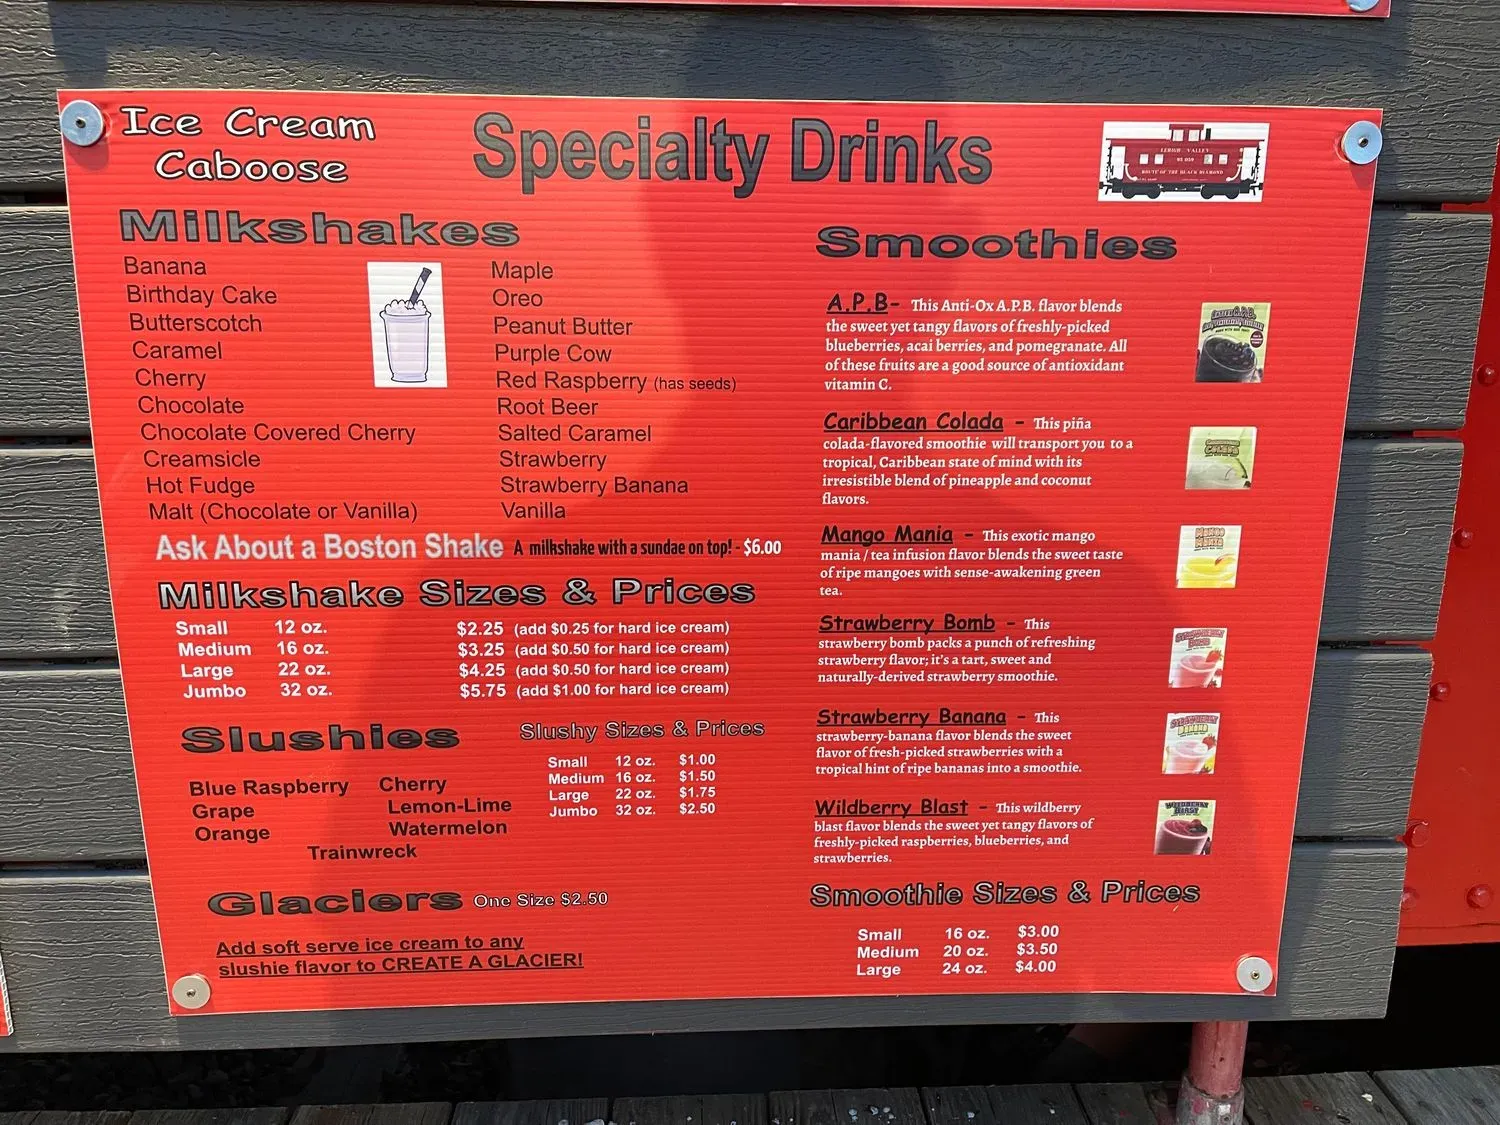 Ice Cream
Caboose
Specialty Drinks
LEHIGH VALLEY
ROUTE OF THE BLACK DIAMOND
Milkshakes
Banana
Birthday Cake
Butterscotch
Caramel
Cherry
Chocolate
Chocolate Covered Cherry
Creamsicle
Hot Fudge
Malt (Chocolate or Vanilla)
Maple
Oreo
Peanut Butter
Purple Cow
Red Raspberry (has seeds)
Root Beer
Salted Caramel
Strawberry
Strawberry Banana
Vanilla
Ask About a Boston Shake A milkshake with a sundae on top! - $6.00
Milkshake Sizes & Prices
Small 12 oz. $2.25 (add $0.25 for hard ice cream)
Medium 16 oz. $3.25 (add $0.50 for hard ice cream)
Large 22 oz. $4.25 (add $0.50 for hard ice cream)
Jumbo 32 oz. $5.75 (add $1.00 for hard ice cream)
Slushies
Blue Raspberry Cherry
Grape Lemon-Lime
Orange Watermelon
Trainwreck
Slushy Sizes & Prices
Small 12 oz. $1.00
Medium 16 oz. $1.50
Large 22 oz. $1.75
Jumbo 32 oz. $2.50
Glaciers One Size $2.50
Add soft serve ice cream to any
slushie flavor to CREATE A GLACIER!
Smoothies
A.P.B- This Anti-Ox A.P.B. flavor blends
the sweet yet tangy flavors of freshly-picked
blueberries, acai berries, and pomegranate. All
of these fruits are a good source of antioxidant
vitamin C.
Caribbean Colada - This piña
colada-flavored smoothie will transport you to a
tropical, Caribbean state of mind with its
irresistible blend of pineapple and coconut
flavors.
Mango Mania - This exotic mango
mania / tea infusion flavor blends the sweet taste
of ripe mangoes with sense-awakening green
tea.
MANGO
MANIA
Strawberry Bomb - This
strawberry bomb packs a punch of refreshing
strawberry flavor; it's a tart, sweet and
naturally-derived strawberry smoothie.
STRAWBERRY
BOMB
Strawberry Banana - This
strawberry-banana flavor blends the sweet
flavor of fresh-picked strawberries with a
tropical hint of ripe bananas into a smoothie.
STRAWBERRY
BANANA
Wildberry Blast - This wildberry
blast flavor blends the sweet yet tangy flavors of
freshly-picked raspberries, blueberries, and
strawberries.
WILDBERRY
BLAST
Smoothie Sizes & Prices
Small 16 oz. $3.00
Medium 20 oz. $3.50
Large 24 oz. $4.00